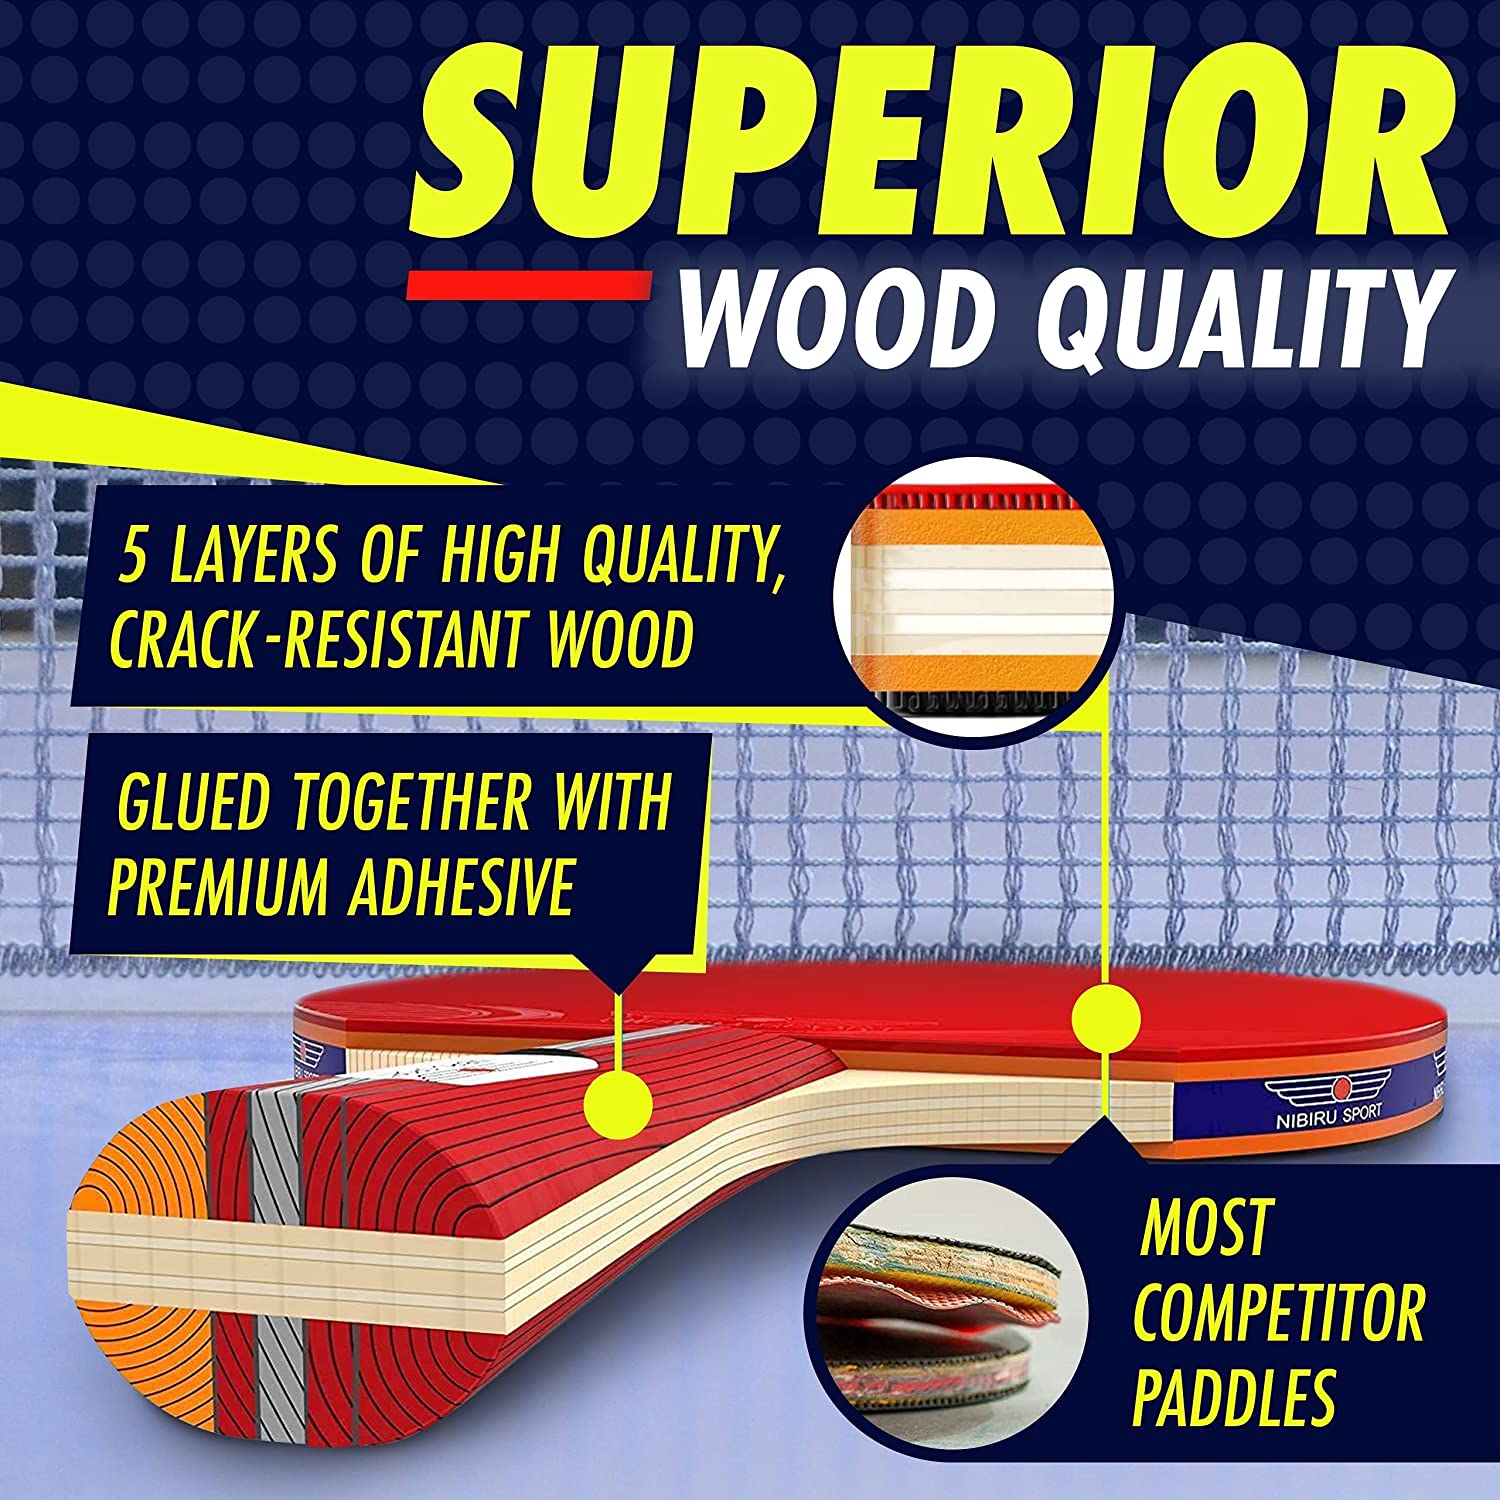 SUPERIOR
WOOD QUALITY
5 LAYERS OF HIGH QUALITY,
CRACK-RESISTANT WOOD
GLUED TOGETHER WITH
PREMIUM ADHESIVE
NIBIRU SPORT
MOST
COMPETITOR
PADDLES